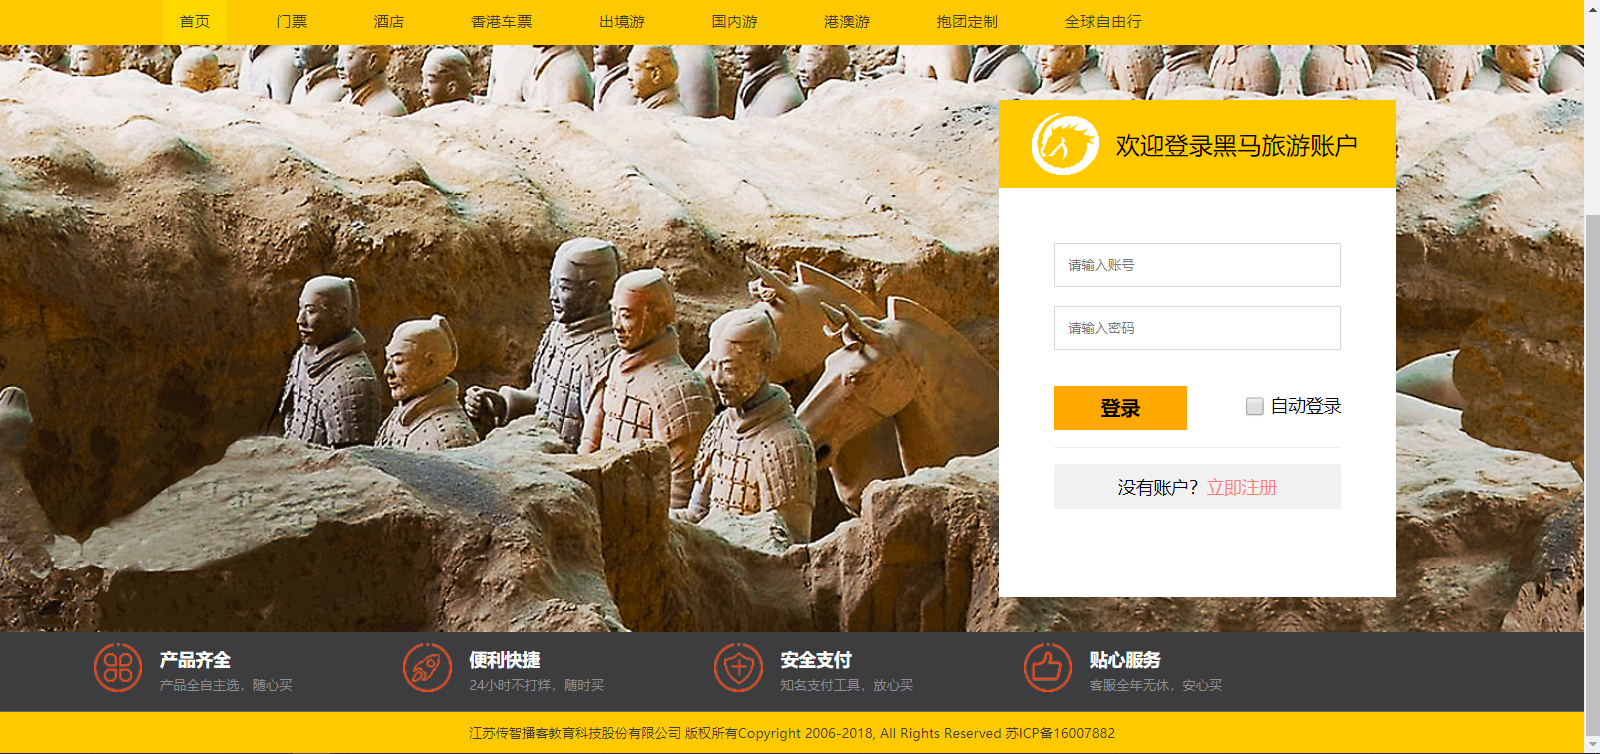 首页 门票 酒店 香港车票 出境游 国内游 港澳游 抱团定制 全球自由行
欢迎登录黑马旅游账户
请输入账号
请输入密码
登录 自动登录
没有账户？立即注册
产品齐全 便利快捷 安全支付 贴心服务
产品全自主选，随心买 24小时不打烊，随时买 知名支付工具，放心买 客服全年无休，安心买
江苏传智播客教育科技股份有限公司 版权所有Copyright 2006-2018, All Rights Reserved 苏ICP备16007882